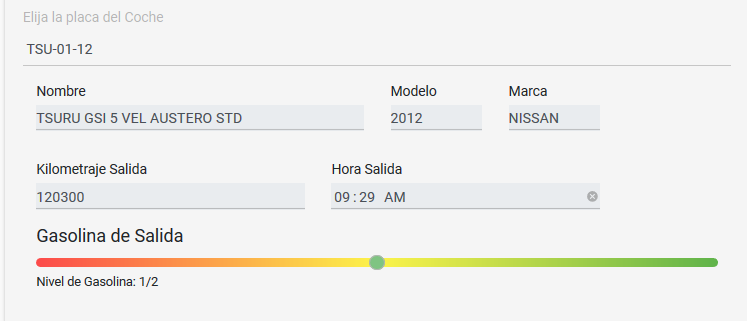 Elija la placa del Coche
TSU-01-12
Nombre Modelo Marca
TSURU GSI 5 VEL AUSTERO STD 2012 NISSAN
Kilometraje Salida Hora Salida
120300 09:29 AM
Gasolina de Salida
Nivel de Gasolina: 1/2